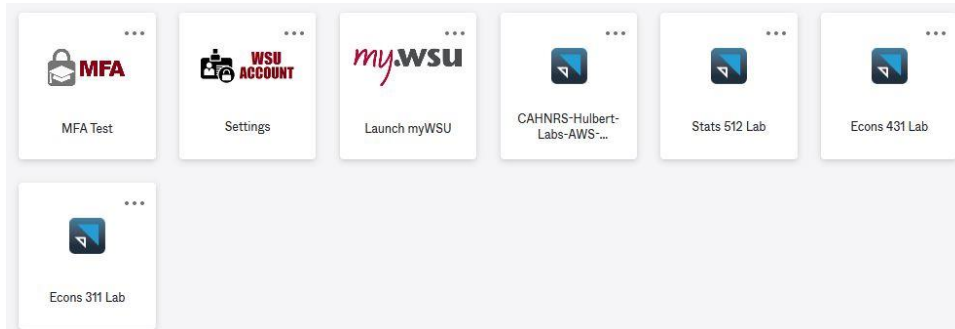 MFA
MFA Test
WSU
ACCOUNT
Settings
my.wsu
Launch myWSU
CAHNRS-Hulbert-
Labs-AWS-...
Stats 512 Lab
Econs 431 Lab
Econs 311 Lab